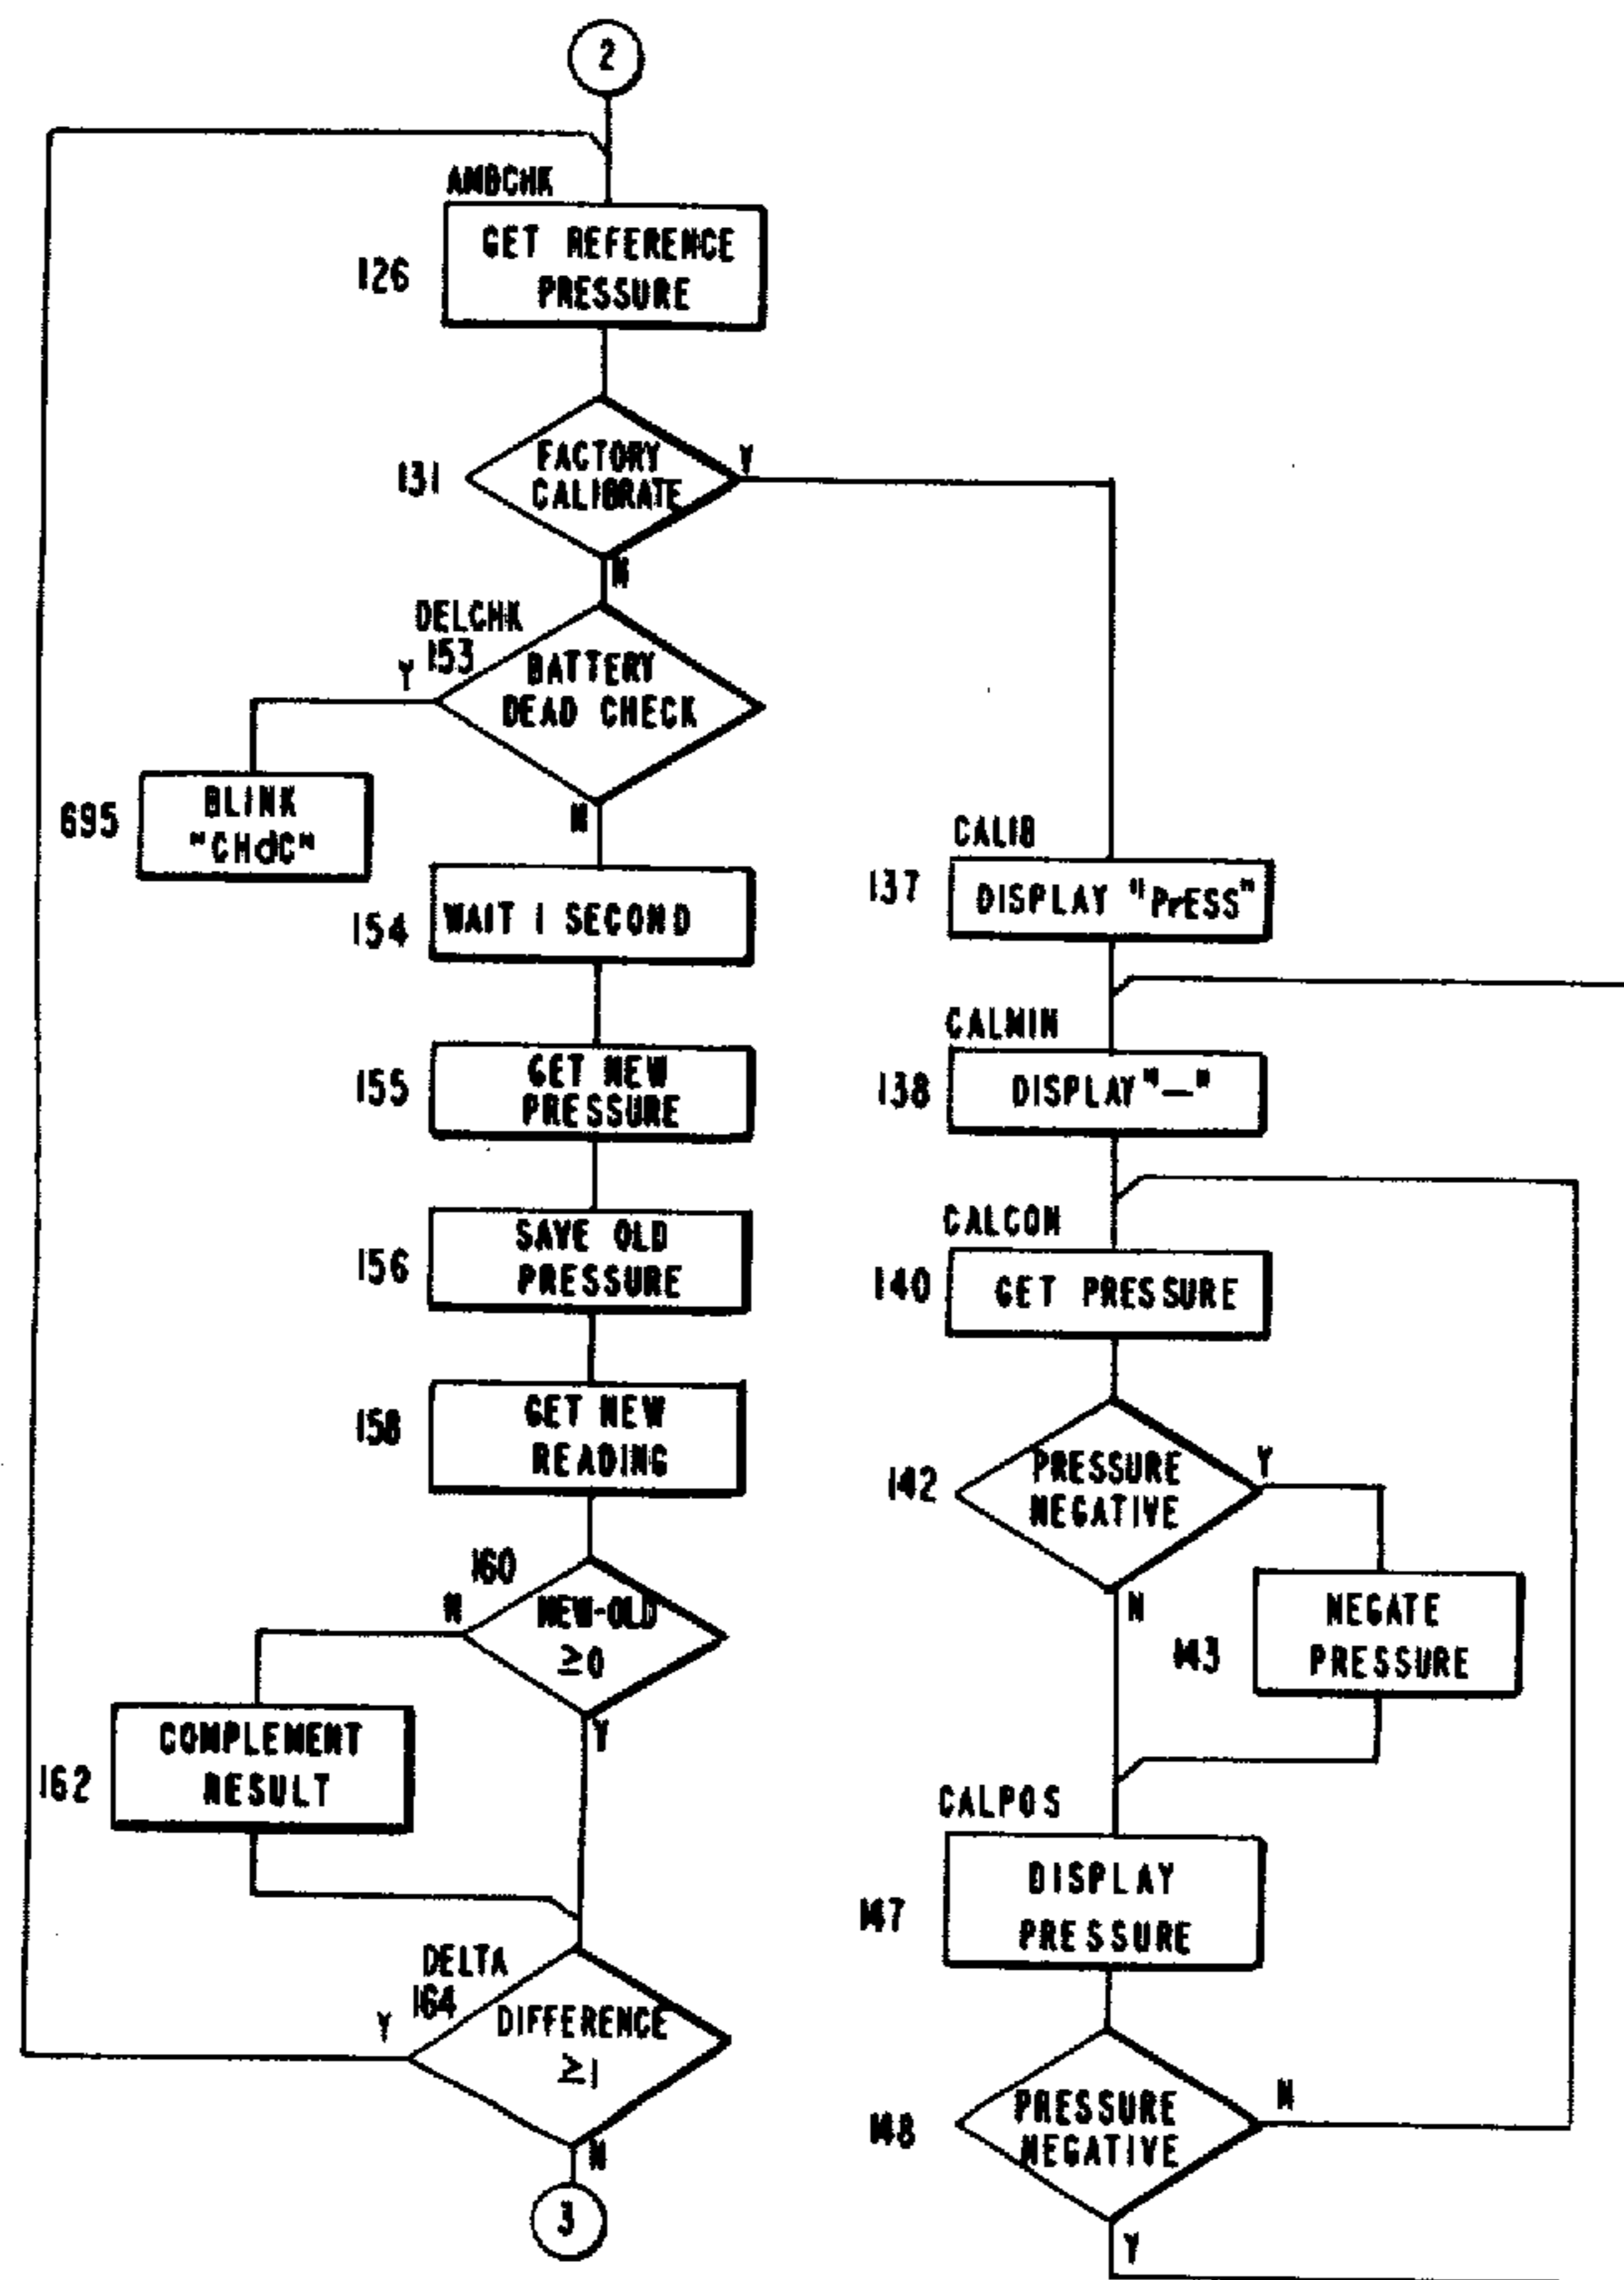 2
AMBCHK
126
GET REFERENCE
PRESSURE
131
FACTORY
CALIBRATE
Y
N
DELCHK
153
Y
BATTERY
DEAD CHECK
N
695
BLINK
"CHdC"
154
WAIT 1 SECOND
155
GET NEW
PRESSURE
156
SAVE OLD
PRESSURE
158
GET NEW
READING
160
N
NEW-OLD
≥0
Y
162
COMPLEMENT
RESULT
DELTA
164
Y
DIFFERENCE
≥1
N
3
CALIB
137
DISPLAY "PrESS"
CALMIN
138
DISPLAY "—"
CALCON
140
GET PRESSURE
142
PRESSURE
NEGATIVE
Y
N
143
NEGATE
PRESSURE
CALPOS
147
DISPLAY
PRESSURE
148
PRESSURE
NEGATIVE
N
Y